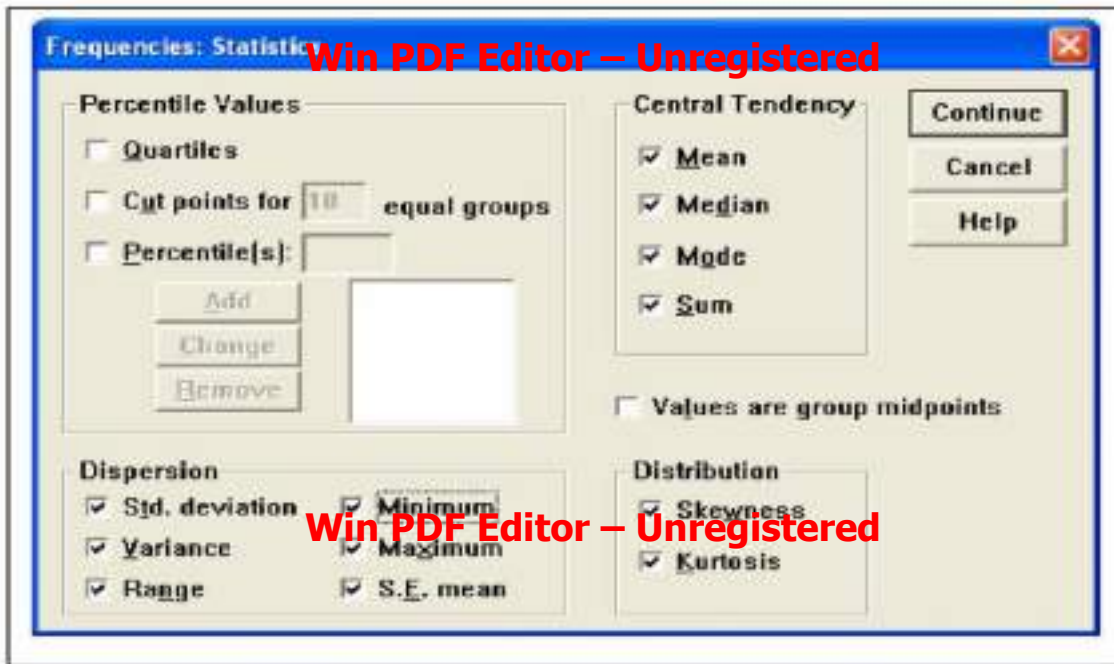 Frequencies: Statistics
Win PDF Editor – Unregistered
Percentile Values
Quartiles
Cut points for 10 equal groups
Percentile(s):
Add
Change
Remove
Central Tendency
Mean
Median
Mode
Sum
Continue
Cancel
Help
Values are group midpoints
Dispersion
Std. deviation
Minimum
Variance
Maximum
Range
S.E. mean
Win PDF Editor – Unregistered
Distribution
Skewness
Kurtosis